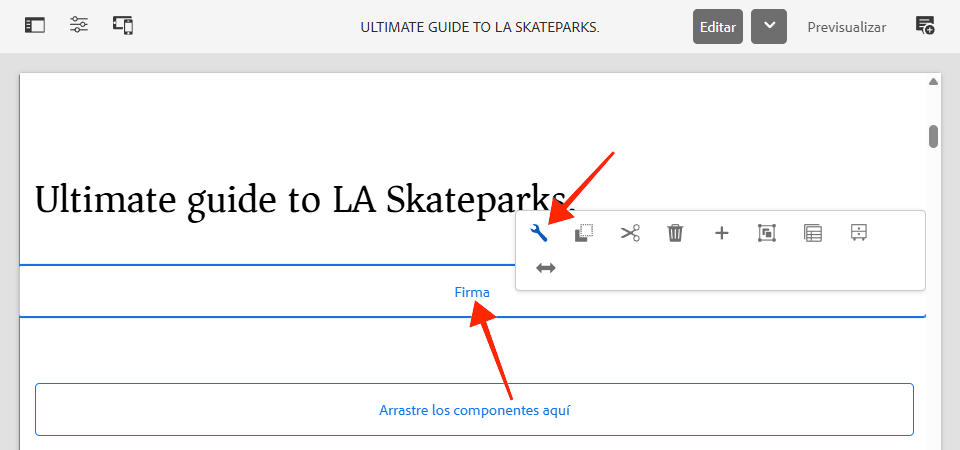 ULTIMATE GUIDE TO LA SKATEPARKS.
Editar
Previsualizar
Ultimate guide to LA Skateparks.
Firma
Arrastre los componentes aquí